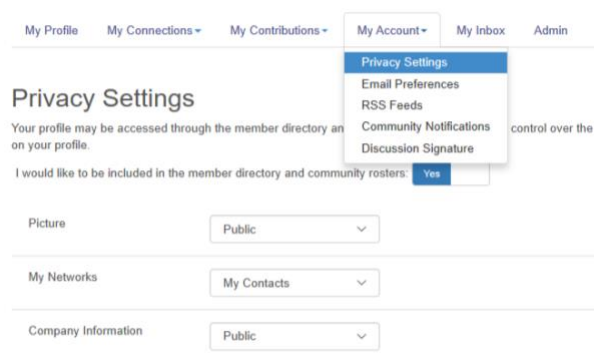 My Profile My Connections My Contributions My Account My Inbox Admin
Privacy Settings
Email Preferences
RSS Feeds
Community Notifications
Discussion Signature
Privacy Settings
Your profile may be accessed through the member directory an control over the
on your profile.
I would like to be included in the member directory and community rosters: Yes
Picture Public
My Networks My Contacts
Company Information Public